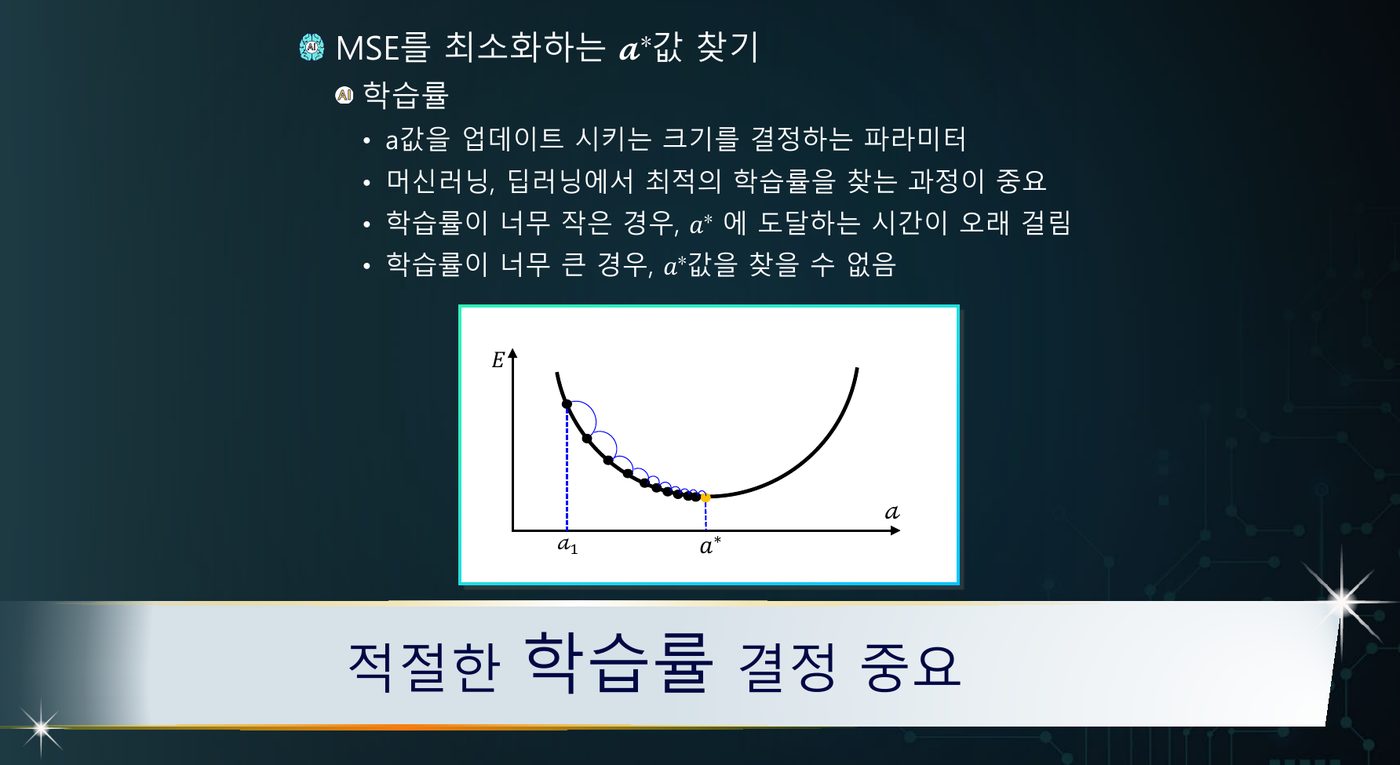 AI MSE를 최소화하는 a*값 찾기
AI 학습률
• a값을 업데이트 시키는 크기를 결정하는 파라미터
• 머신러닝, 딥러닝에서 최적의 학습률을 찾는 과정이 중요
• 학습률이 너무 작은 경우, a* 에 도달하는 시간이 오래 걸림
• 학습률이 너무 큰 경우, a*값을 찾을 수 없음
E
a
a₁ a*
적절한 학습률 결정 중요